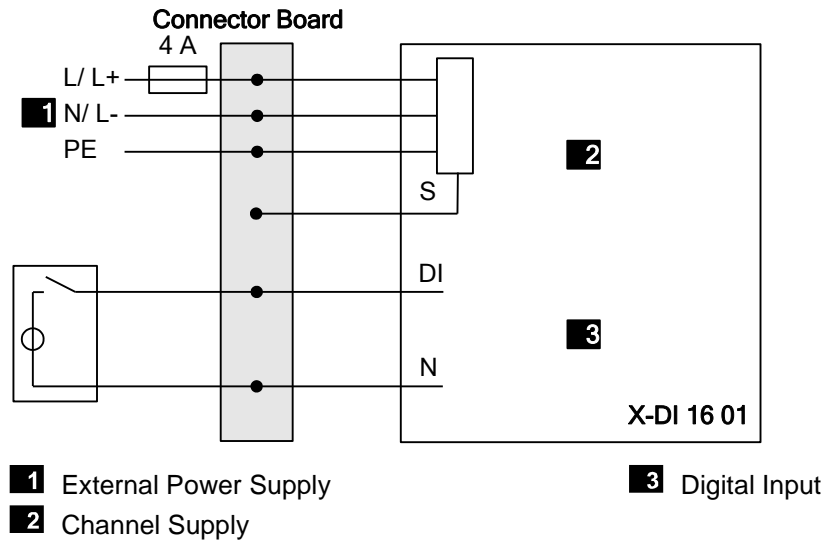 Connector Board
4 A
L/ L+
1 N/ L-
PE
2
S
DI
3
N
X-DI 16 01
1 External Power Supply
3 Digital Input
2 Channel Supply